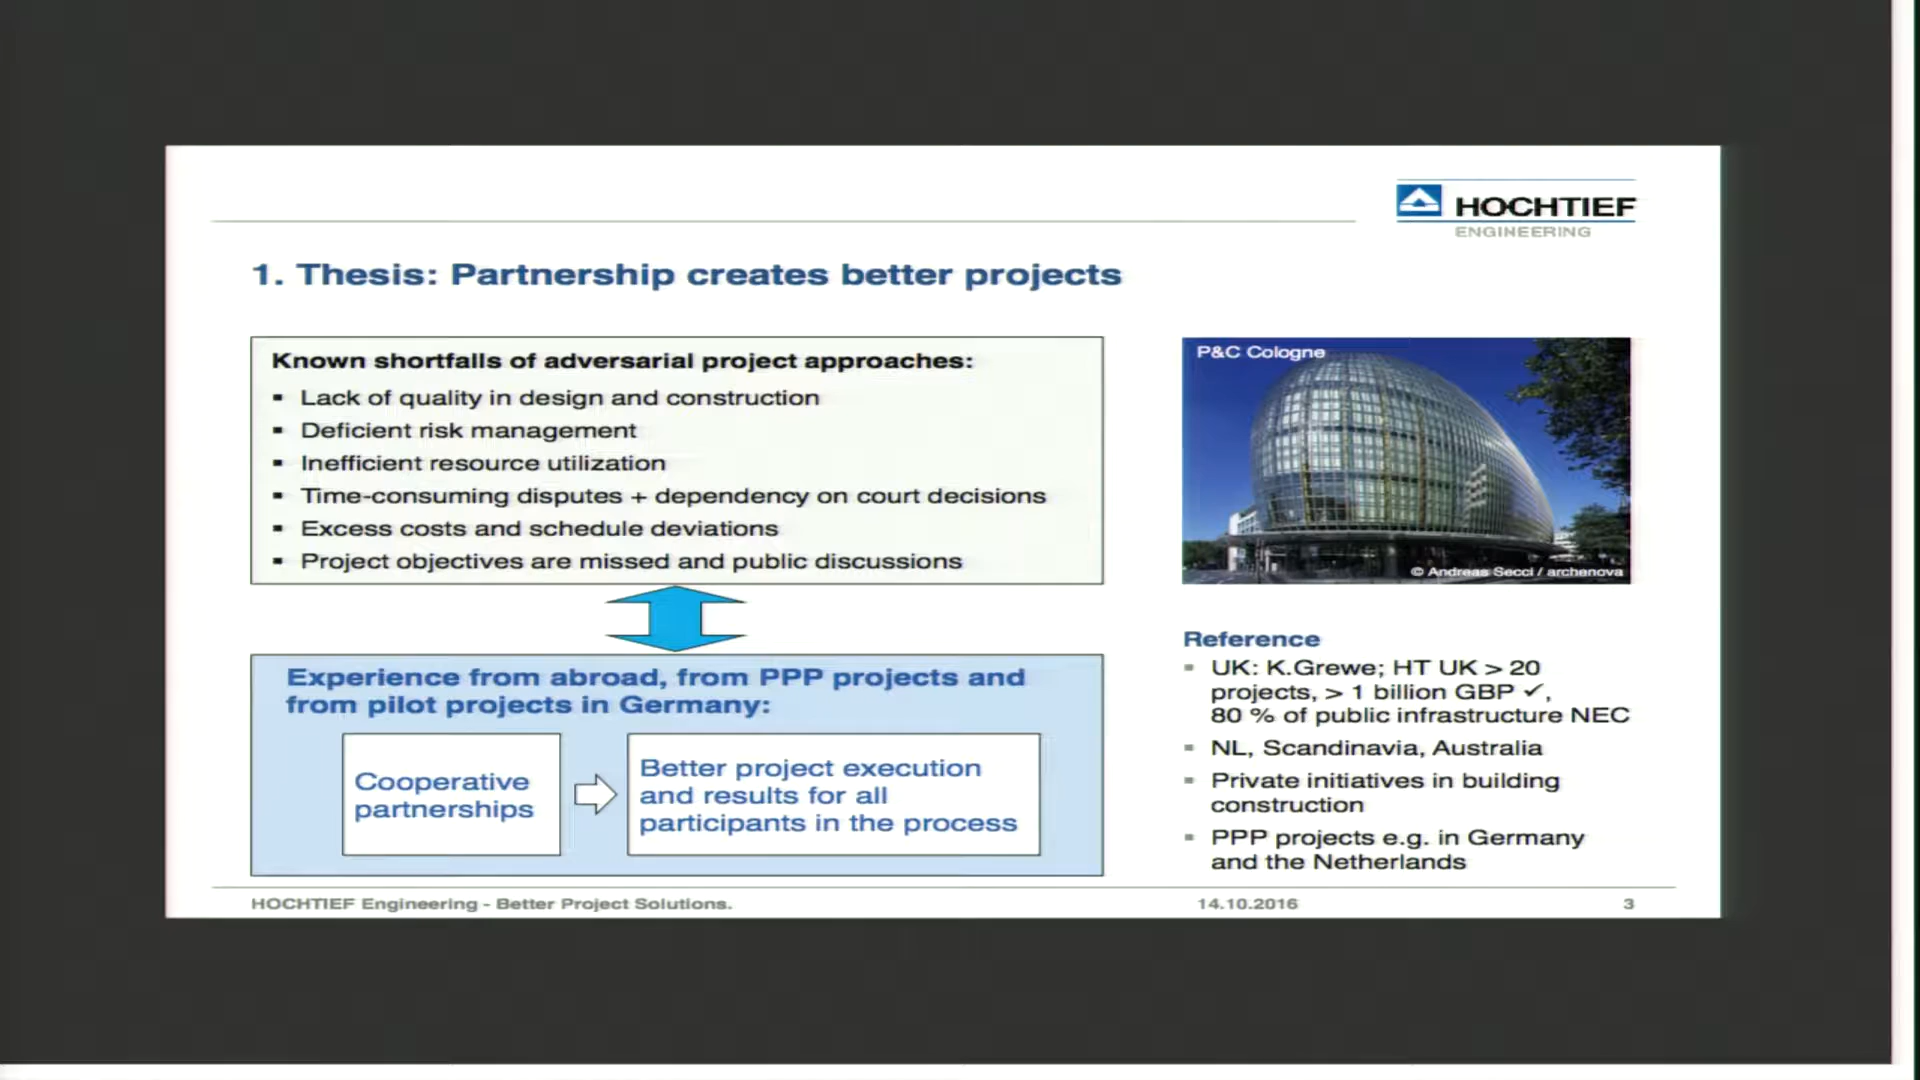 HOCHTIEF
ENGINEERING
1. Thesis: Partnership creates better projects
Known shortfalls of adversarial project approaches:
▪ Lack of quality in design and construction
▪ Deficient risk management
▪ Inefficient resource utilization
▪ Time-consuming disputes + dependency on court decisions
▪ Excess costs and schedule deviations
▪ Project objectives are missed and public discussions
Experience from abroad, from PPP projects and
from pilot projects in Germany:
Cooperative
partnerships
Better project execution
and results for all
participants in the process
P&C Cologne
© Andreas Secci / archenova
Reference
▪ UK: K.Grewe; HT UK > 20
projects, > 1 billion GBP ✓,
80 % of public infrastructure NEC
▪ NL, Scandinavia, Australia
▪ Private initiatives in building
construction
▪ PPP projects e.g. in Germany
and the Netherlands
HOCHTIEF Engineering - Better Project Solutions.
14.10.2016
3